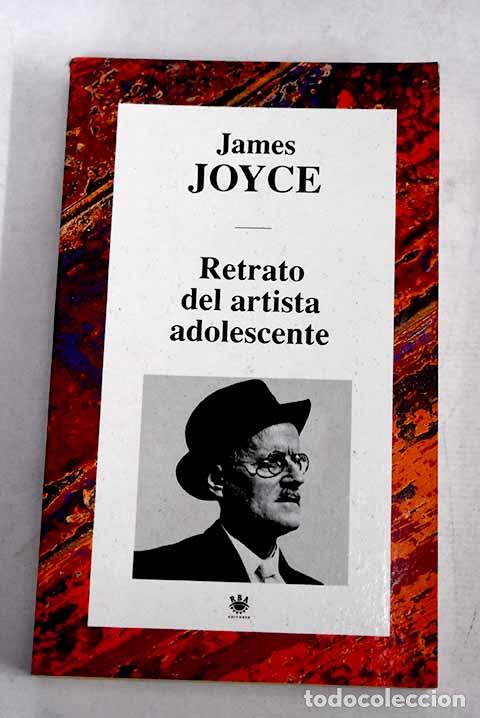 James
JOYCE
Retrato
del artista
adolescente
RBA
EDITORES
todocoleccion